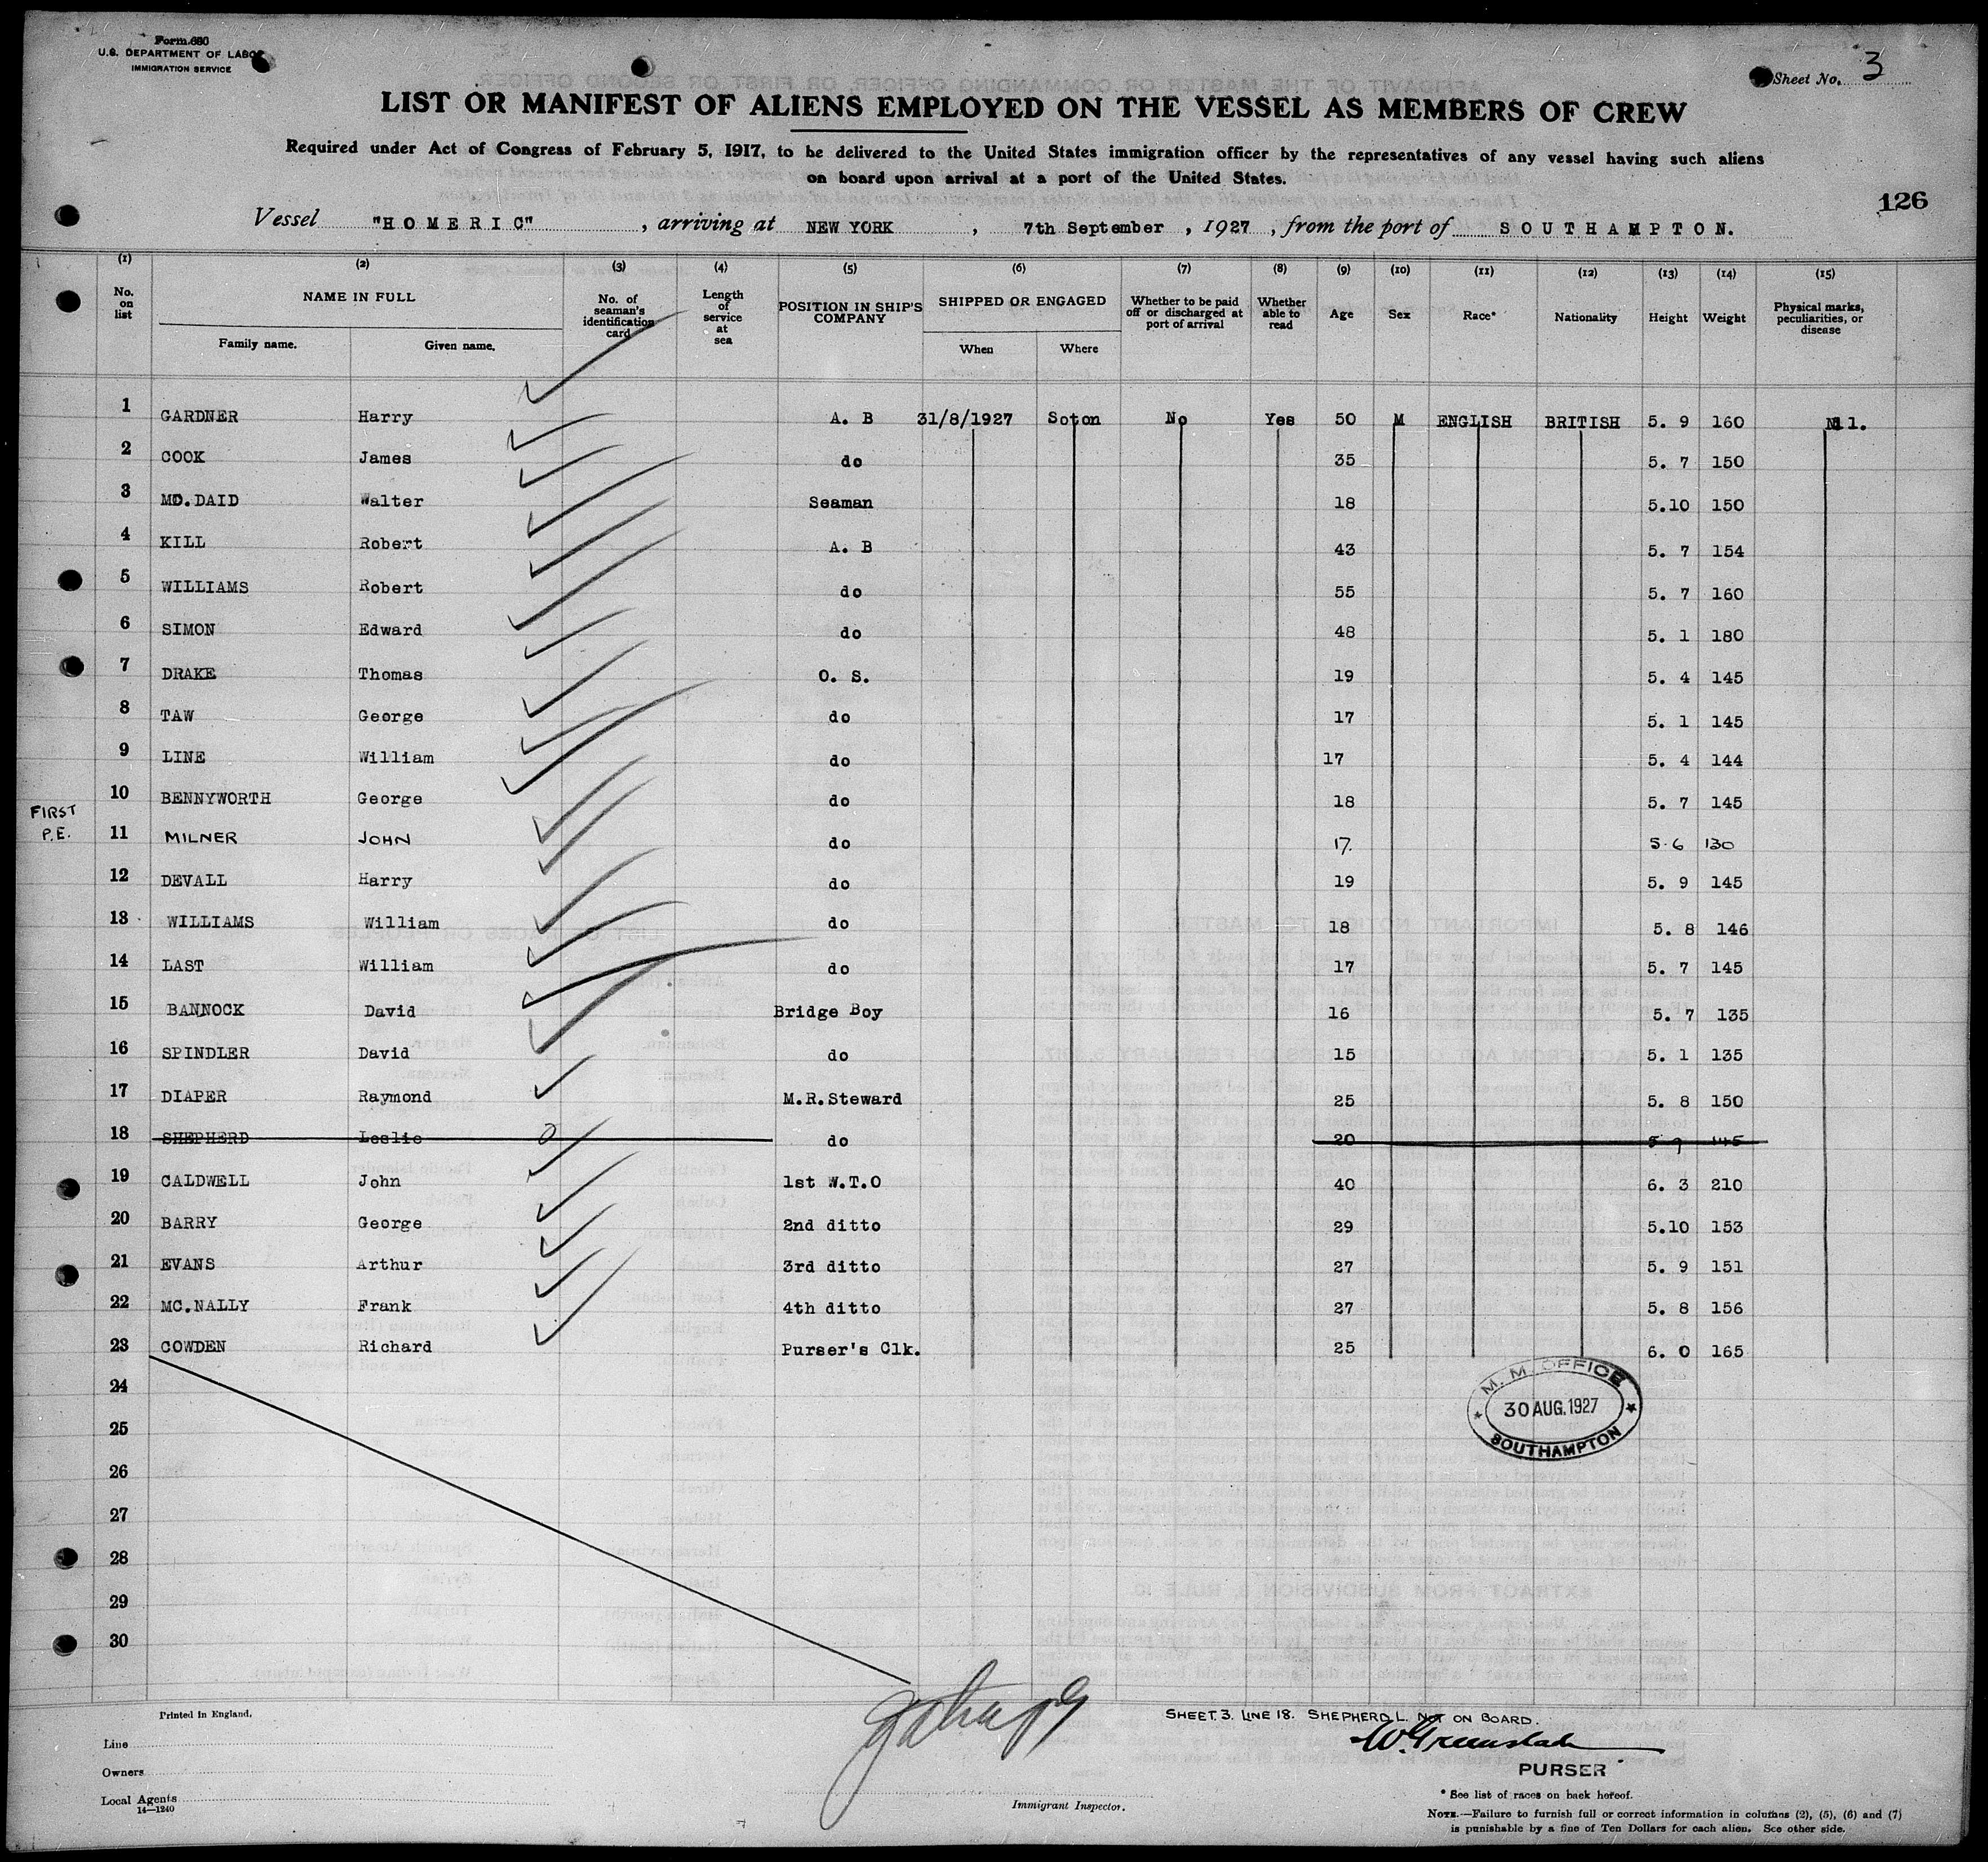 Form 680
U.S. DEPARTMENT OF LABOR
IMMIGRATION SERVICE
Sheet No. 3
LIST OR MANIFEST OF ALIENS EMPLOYED ON THE VESSEL AS MEMBERS OF CREW
Required under Act of Congress of February 5, 1917, to be delivered to the United States immigration officer by the representatives of any vessel having such aliens
on board upon arrival at a port of the United States.
126
Vessel "HOMERIC", arriving at NEW YORK, 7th September, 1927, from the port of SOUTHAMPTON.
(1) (2) (3) (4) (5) (6) (7) (8) (9) (10) (11) (12) (13) (14) (15)
No. on list NAME IN FULL Family name. Given name. No. of seaman's identification card Length of service at sea POSITION IN SHIP'S COMPANY SHIPPED OR ENGAGED When Where Whether to be paid off or discharged at port of arrival Whether able to read Age Sex Race* Nationality Height Weight Physical marks, peculiarities, or disease
1 GARDNER Harry A. B 31/8/1927 Soton No Yes 50 M ENGLISH BRITISH 5. 9 160 Nil.
2 COOK James do 35 5. 7 150
3 MC.DAID Walter Seaman 18 5.10 150
4 KILL Robert A. B 43 5. 7 154
5 WILLIAMS Robert do 55 5. 7 160
6 SIMON Edward do 48 5. 1 180
7 DRAKE Thomas O. S. 19 5. 4 145
8 TAW George do 17 5. 1 145
9 LINE William do 17 5. 4 144
10 BENNYWORTH George do 18 5. 7 145
FIRST P.E. 11 MILNER JOHN do 17. 5.6 130
12 DEVALL Harry do 19 5. 9 145
13 WILLIAMS William do 18 5. 8 146
14 LAST William do 17 5. 7 145
15 BANNOCK David Bridge Boy 16 5. 7 135
16 SPINDLER David do 15 5. 1 135
17 DIAPER Raymond M.R.Steward 25 5. 8 150
18 SHEPHERD Leslie 0 do 20 5 9 145
19 CALDWELL John 1st W.T.O 40 6. 3 210
20 BARRY George 2nd ditto 29 5.10 153
21 EVANS Arthur 3rd ditto 27 5. 9 151
22 MC.NALLY Frank 4th ditto 27 5. 8 156
23 COWDEN Richard Purser's Clk. 25 6. 0 165
24
25
26
27
28
29
30
M. M. OFFICE
30 AUG. 1927
SOUTHAMPTON
Printed in England.
SHEET.3. LINE 18. SHEPHERD L. NOT ON BOARD.
PURSER
Line
Owners
Local Agents
14—1240
Immigrant Inspector.
* See list of races on back hereof.
NOTE.—Failure to furnish full or correct information in columns (2), (5), (6) and (7)
is punishable by a fine of Ten Dollars for each alien. See other side.